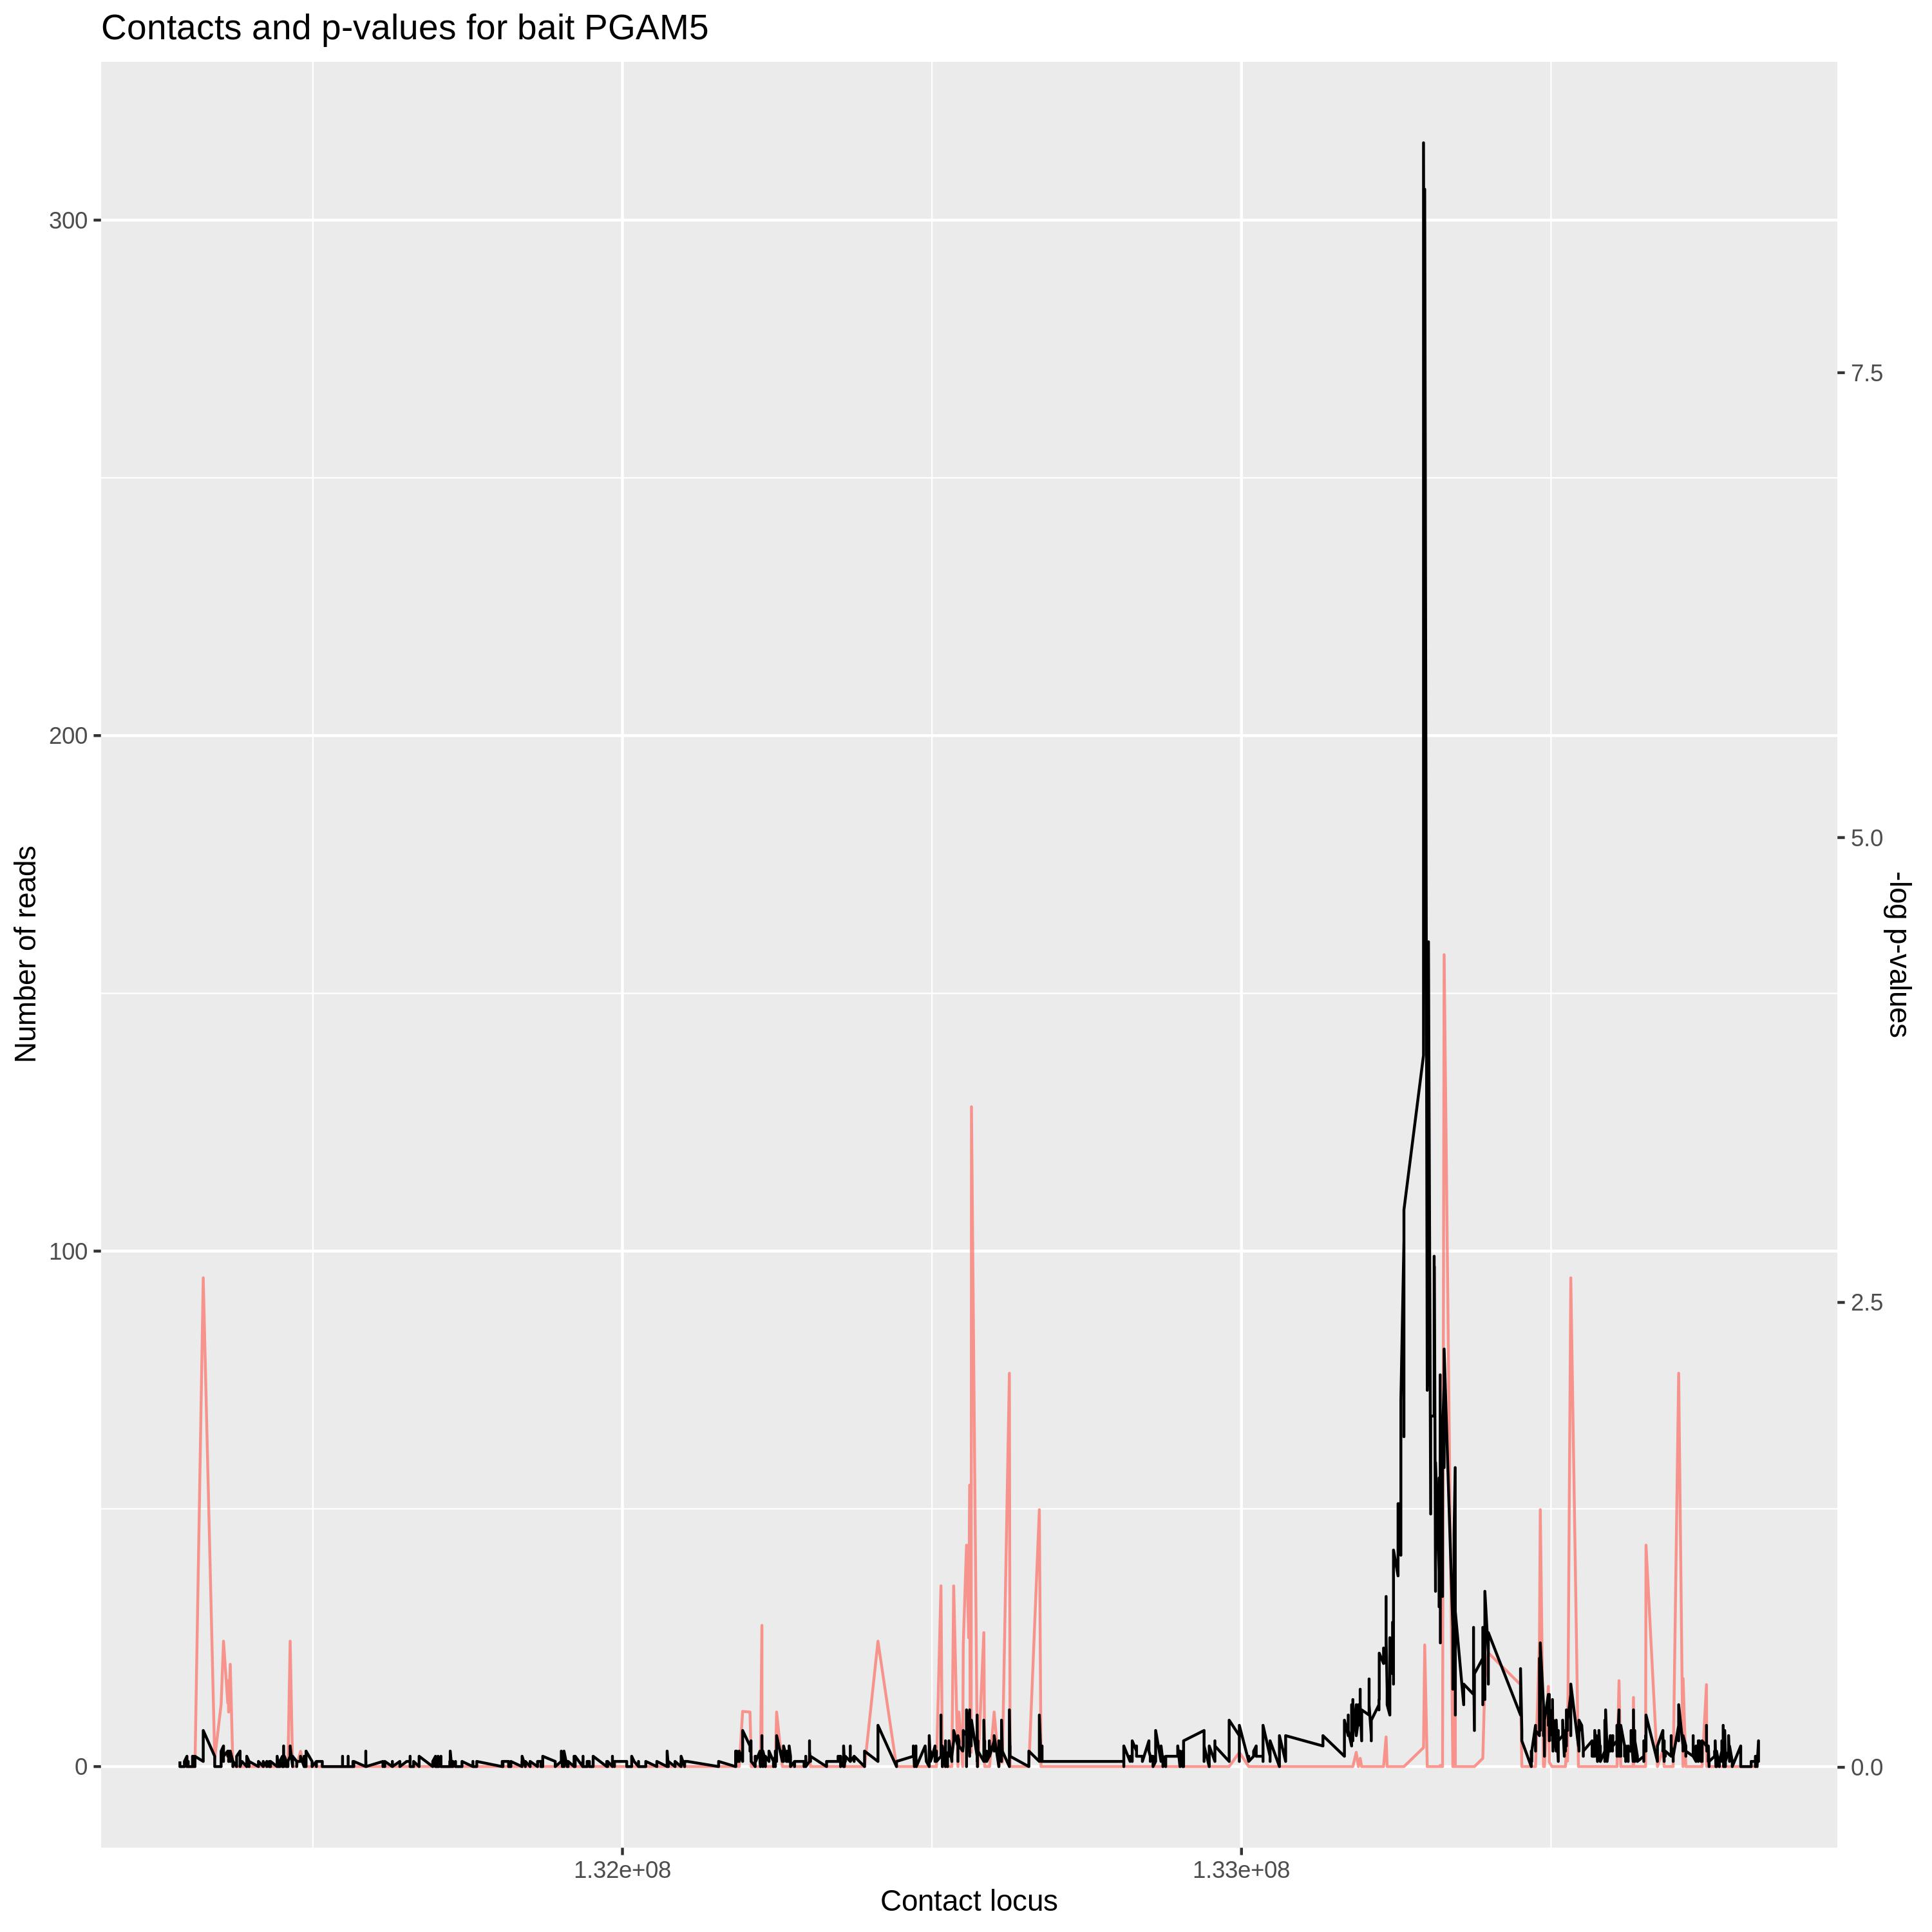 Contacts and p-values for bait PGAM5
Number of reads
300
200
100
0
7.5
5.0
2.5
0.0
-log p-values
1.32e+08
1.33e+08
Contact locus